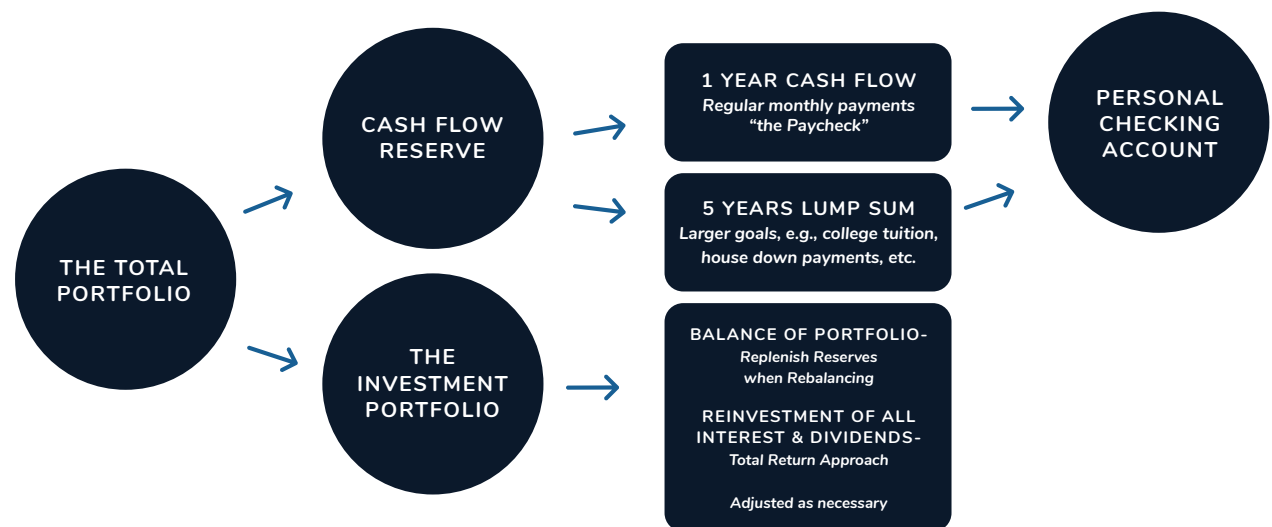 THE TOTAL
PORTFOLIO
CASH FLOW
RESERVE
THE
INVESTMENT
PORTFOLIO
1 YEAR CASH FLOW
Regular monthly payments
“the Paycheck”
5 YEARS LUMP SUM
Larger goals, e.g., college tuition,
house down payments, etc.
BALANCE OF PORTFOLIO-
Replenish Reserves
when Rebalancing
REINVESTMENT OF ALL
INTEREST & DIVIDENDS-
Total Return Approach
Adjusted as necessary
PERSONAL
CHECKING
ACCOUNT